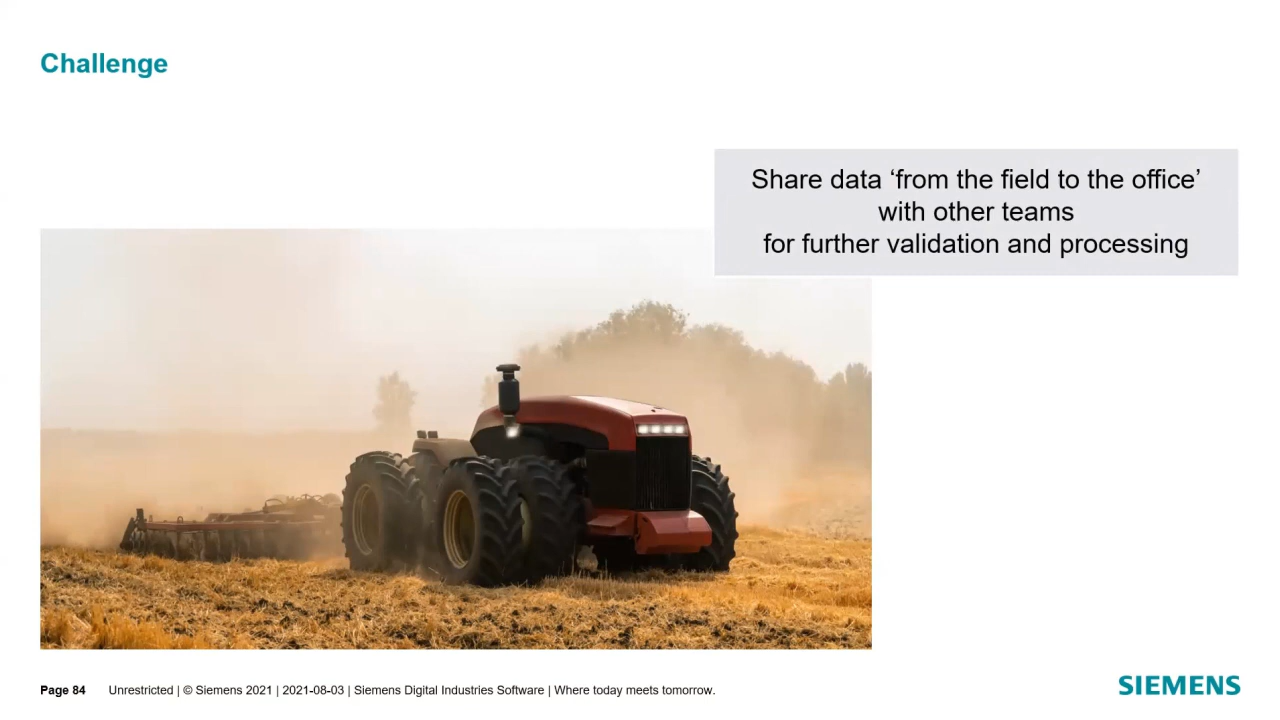 Challenge
Share data ‘from the field to the office’
with other teams
for further validation and processing
Page 84 Unrestricted | © Siemens 2021 | 2021-08-03 | Siemens Digital Industries Software | Where today meets tomorrow.
SIEMENS